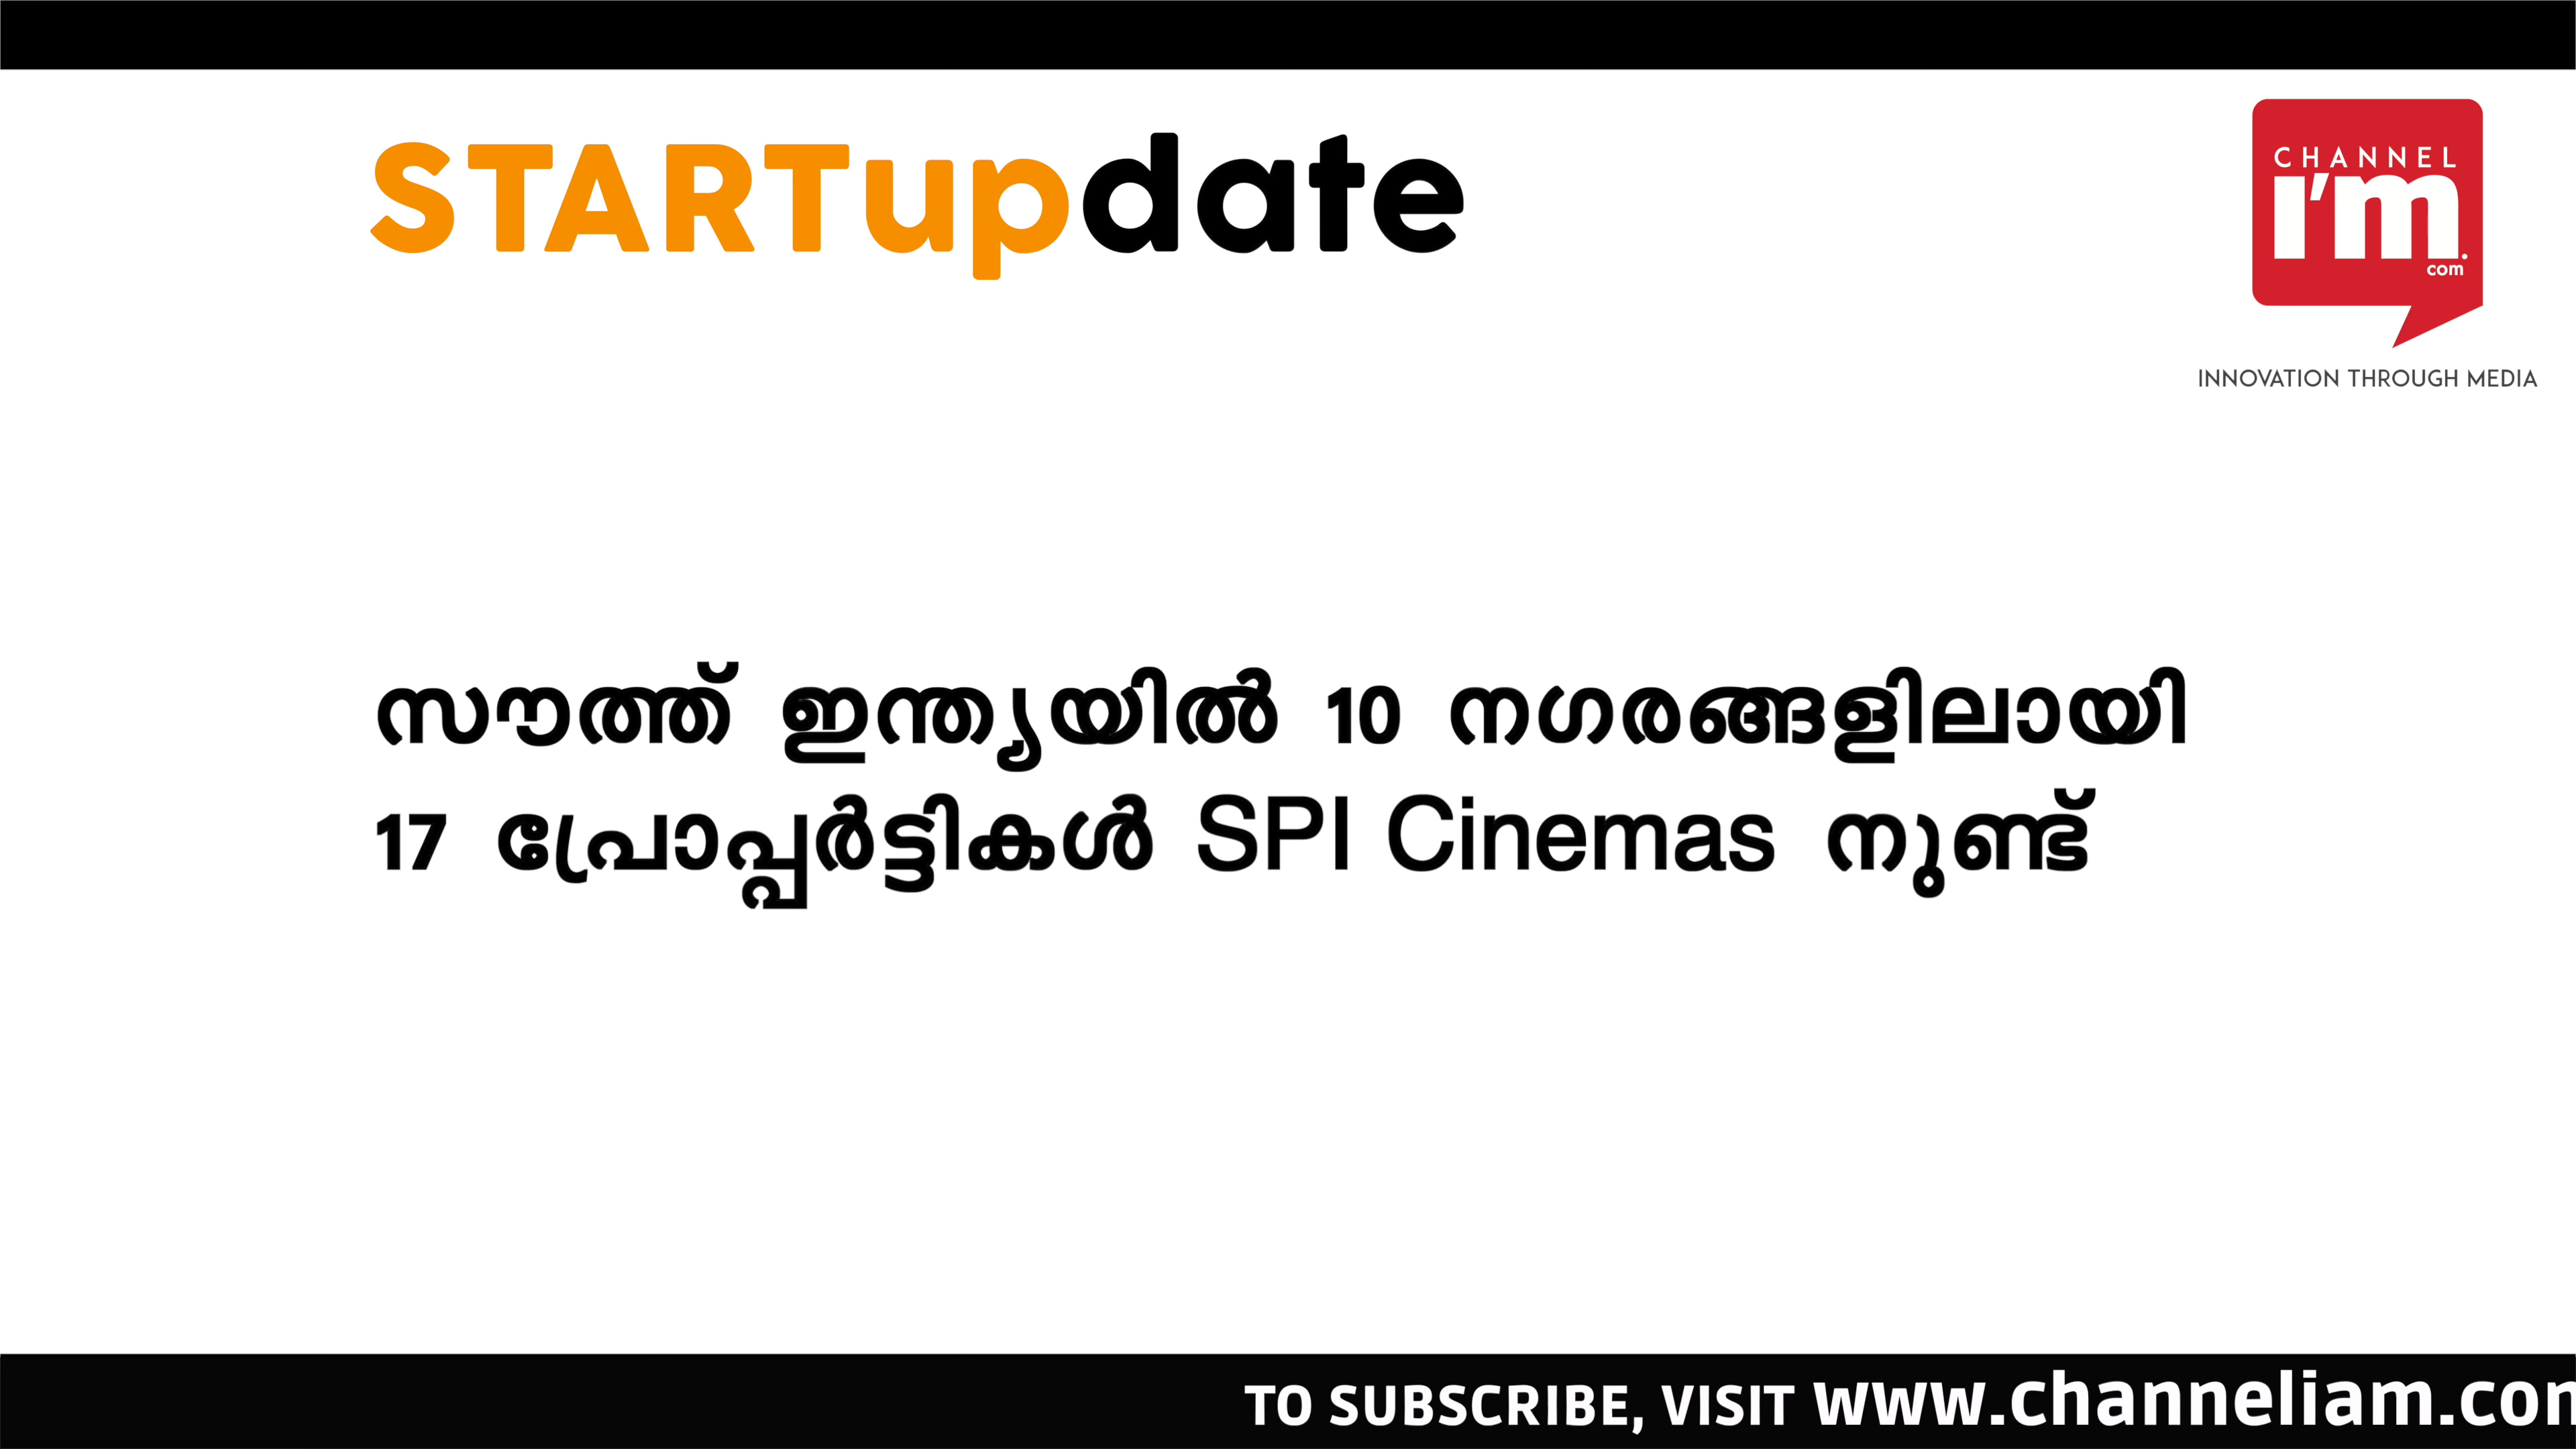 STARTupdate
CHANNEL
I'm.
com
INNOVATION THROUGH MEDIA
സൗത്ത് ഇന്ത്യയിൽ 10 നഗരങ്ങളിലായി
17 പ്രോപ്പർട്ടികൾ SPI Cinemas നുണ്ട്
TO SUBSCRIBE, VISIT www.channeliam.con